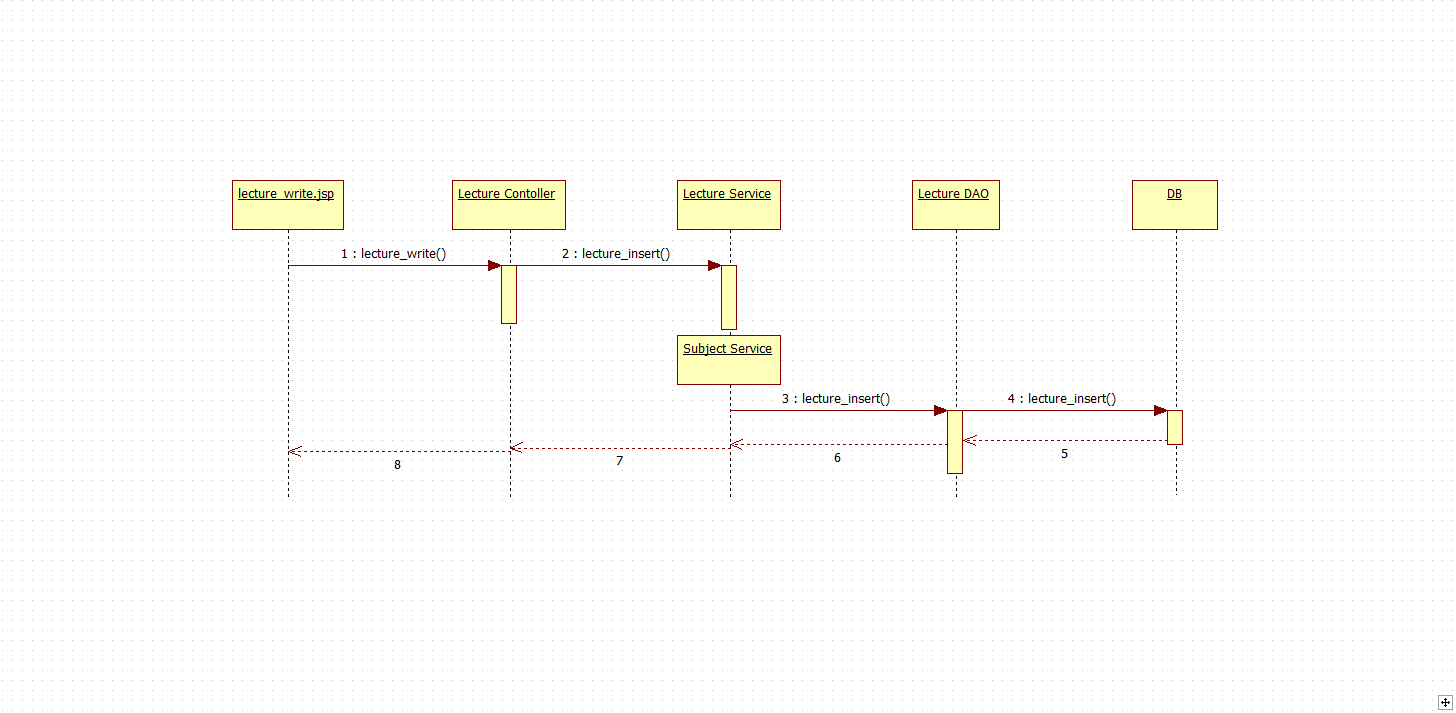 lecture_write.jsp
Lecture Contoller
Lecture Service
Lecture DAO
DB
1 : lecture_write()
2 : lecture_insert()
Subject Service
3 : lecture_insert()
4 : lecture_insert()
5
6
7
8